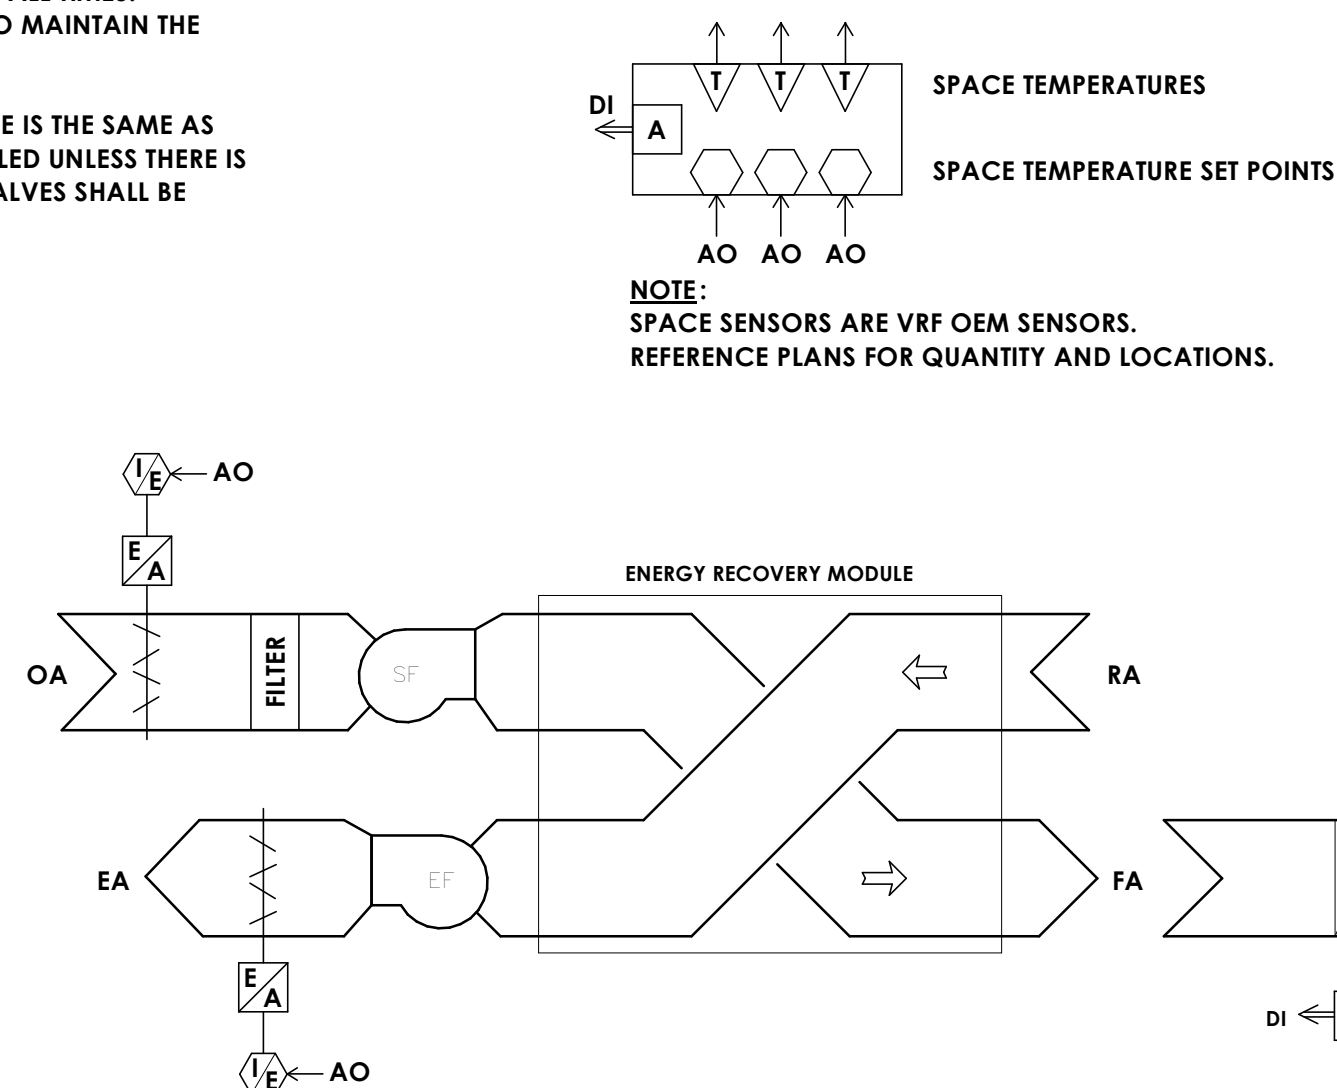 O MAINTAIN THE
E IS THE SAME AS
LED UNLESS THERE IS
ALVES SHALL BE
T T T
SPACE TEMPERATURES
DI
A
SPACE TEMPERATURE SET POINTS
AO AO AO
NOTE:
SPACE SENSORS ARE VRF OEM SENSORS.
REFERENCE PLANS FOR QUANTITY AND LOCATIONS.
I/E
AO
E/A
ENERGY RECOVERY MODULE
OA
FILTER
SF
RA
EA
EF
FA
E/A
DI
I/E
AO